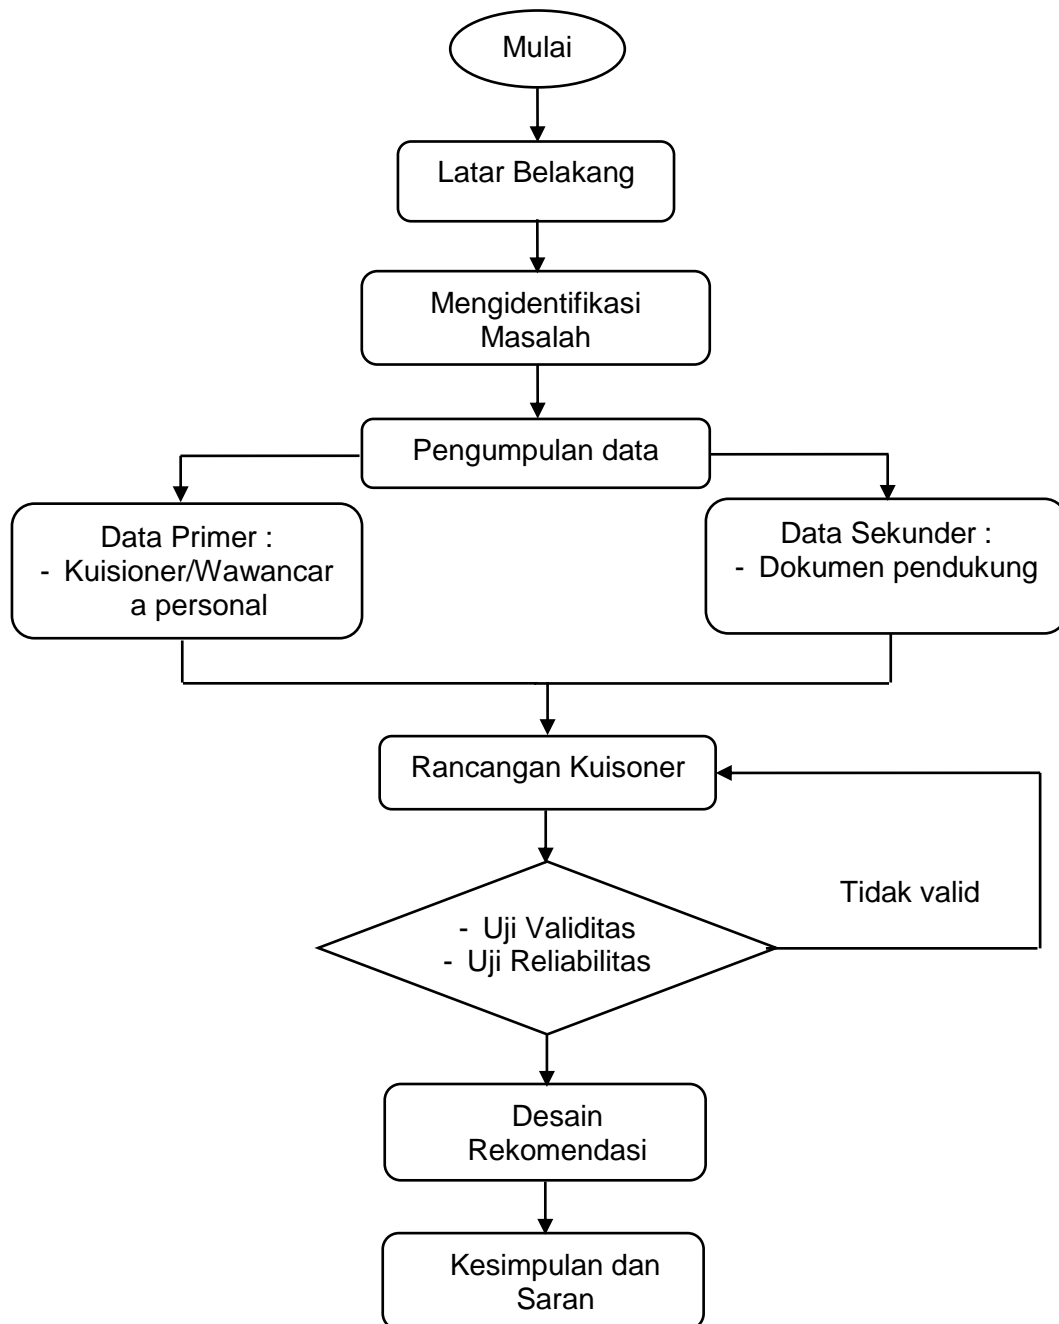 Mulai
Latar Belakang
Mengidentifikasi
Masalah
Pengumpulan data
Data Primer :
- Kuisioner/Wawancar
a personal
Data Sekunder :
- Dokumen pendukung
Rancangan Kuisoner
Tidak valid
- Uji Validitas
- Uji Reliabilitas
Desain
Rekomendasi
Kesimpulan dan
Saran